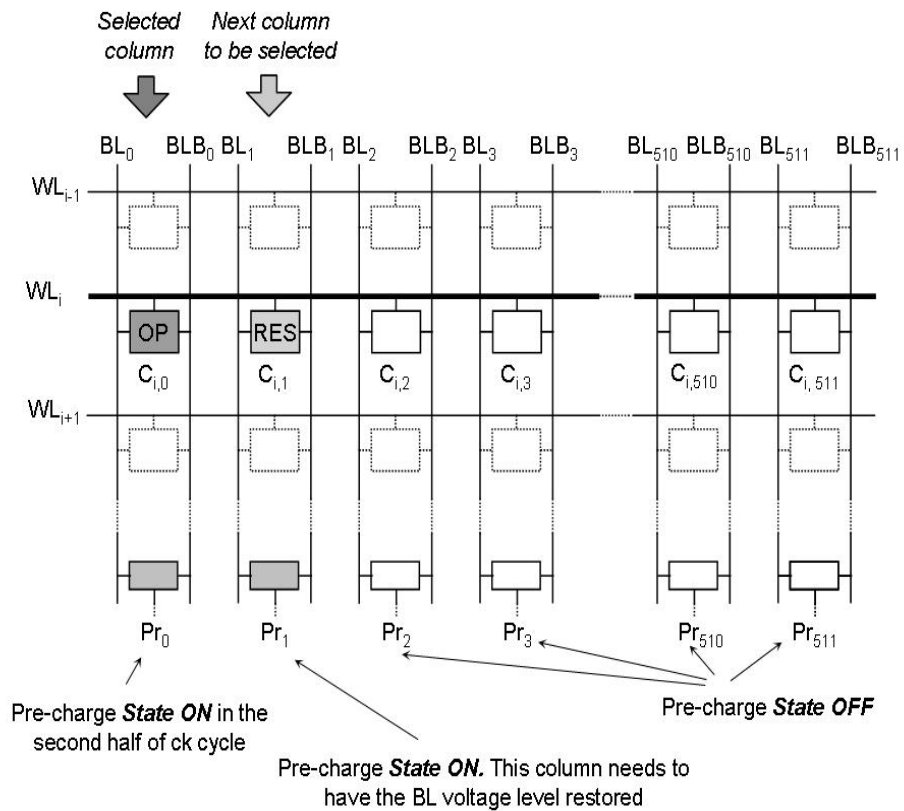 Selected Next column
column to be selected
BL0 BLB0 BL1 BLB1 BL2 BLB2 BL3 BLB3 BL510 BLB510 BL511 BLB511
WLi-1
WLi
OP RES
Ci,0 Ci,1 Ci,2 Ci,3 Ci,510 Ci, 511
WLi+1
Pr0 Pr1 Pr2 Pr3 Pr510 Pr511
Pre-charge State ON in the
second half of ck cycle
Pre-charge State OFF
Pre-charge State ON. This column needs to
have the BL voltage level restored